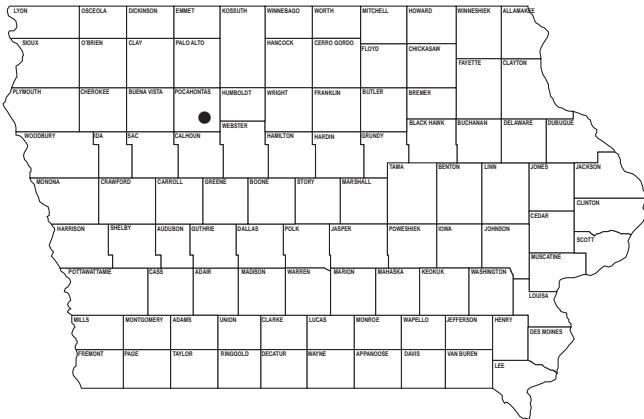 LYON OSCEOLA DICKINSON EMMET KOSSUTH WINNEBAGO WORTH MITCHELL HOWARD WINNESHIEK ALLAMAKEE
SIOUX O'BRIEN CLAY PALO ALTO HANCOCK CERRO GORDO FLOYD CHICKASAW
FAYETTE CLAYTON
PLYMOUTH CHEROKEE BUENA VISTA POCAHONTAS HUMBOLDT WRIGHT FRANKLIN BUTLER BREMER
WEBSTER BLACK HAWK BUCHANAN DELAWARE DUBUQUE
WOODBURY IDA SAC CALHOUN HAMILTON HARDIN GRUNDY
TAMA BENTON LINN JONES JACKSON
MONONA CRAWFORD CARROLL GREENE BOONE STORY MARSHALL
CLINTON
CEDAR
HARRISON SHELBY AUDUBON GUTHRIE DALLAS POLK JASPER POWESHIEK IOWA JOHNSON
SCOTT
MUSCATINE
POTTAWATTAMIE CASS ADAIR MADISON WARREN MARION MAHASKA KEOKUK WASHINGTON
LOUISA
MILLS MONTGOMERY ADAMS UNION CLARKE LUCAS MONROE WAPELLO JEFFERSON HENRY
DES MOINES
FREMONT PAGE TAYLOR RINGGOLD DECATUR WAYNE APPANOOSE DAVIS VAN BUREN
LEE